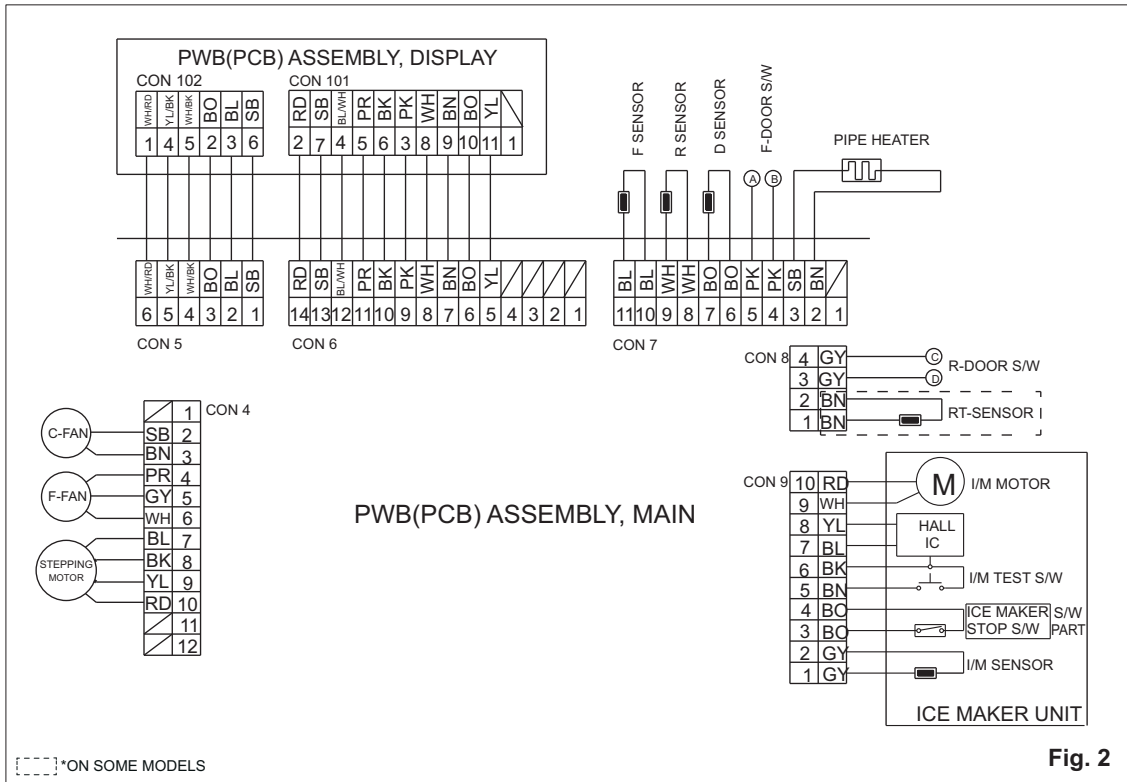 PWB(PCB) ASSEMBLY, DISPLAY
CON 102
CON 101
WH/RD YL/BK WH/BK BO BL SB
1 4 5 2 3 6
RD SB BL/WH PR BK PK WH BN BO YL
2 7 4 5 6 3 8 9 10 11 1
F SENSOR
R SENSOR
D SENSOR
F-DOOR S/W
A B
PIPE HEATER
WH/RD YL/BK WH/BK BO BL SB
6 5 4 3 2 1
CON 5
RD SB BL/WH PR BK PK WH BN BO YL
14 13 12 11 10 9 8 7 6 5 4 3 2 1
CON 6
BL BL WH WH BO BO PK PK SB BN
11 10 9 8 7 6 5 4 3 2 1
CON 7
CON 8
4 GY C
3 GY D
R-DOOR S/W
2 BN
1 BN
RT-SENSOR
CON 4
1
SB 2
BN 3
PR 4
GY 5
WH 6
BL 7
BK 8
YL 9
RD 10
11
12
C-FAN
F-FAN
STEPPING
MOTOR
PWB(PCB) ASSEMBLY, MAIN
CON 9
10 RD
9 WH
8 YL
7 BL
6 BK
5 BN
4 BO
3 BO
2 GY
1 GY
M
I/M MOTOR
HALL
IC
I/M TEST S/W
ICE MAKER S/W
STOP S/W PART
I/M SENSOR
ICE MAKER UNIT
*ON SOME MODELS
Fig. 2